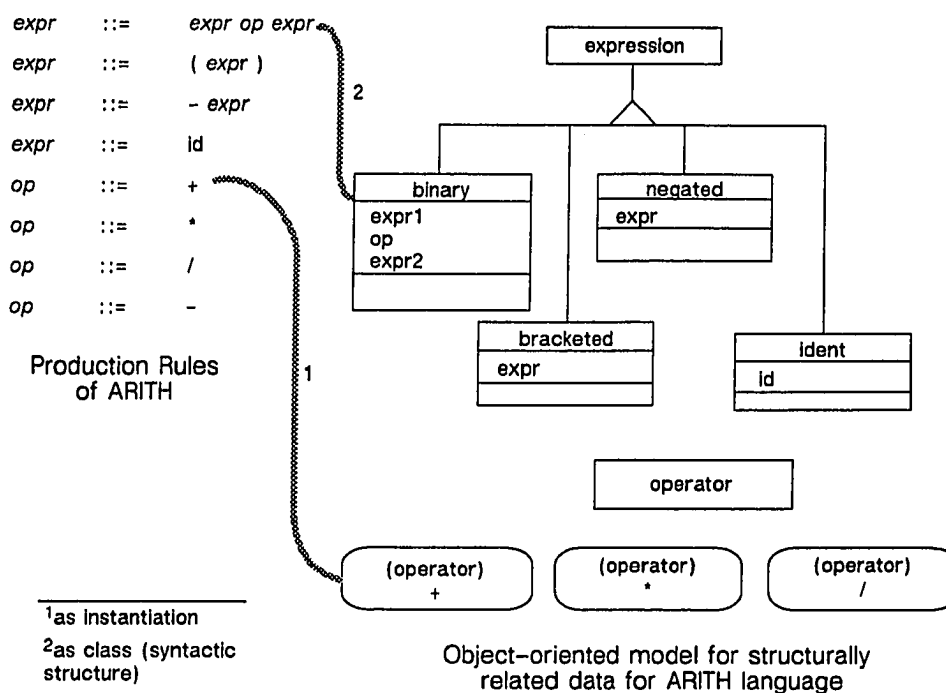 expr ::= expr op expr
expr ::= ( expr )
expr ::= - expr
expr ::= id
op ::= +
op ::= *
op ::= /
op ::= -
Production Rules
of ARITH
1
2
1as instantiation
2as class (syntactic
structure)
expression
binary
expr1
op
expr2
negated
expr
bracketed
expr
ident
id
operator
(operator)
+
(operator)
*
(operator)
/
Object-oriented model for structurally
related data for ARITH language